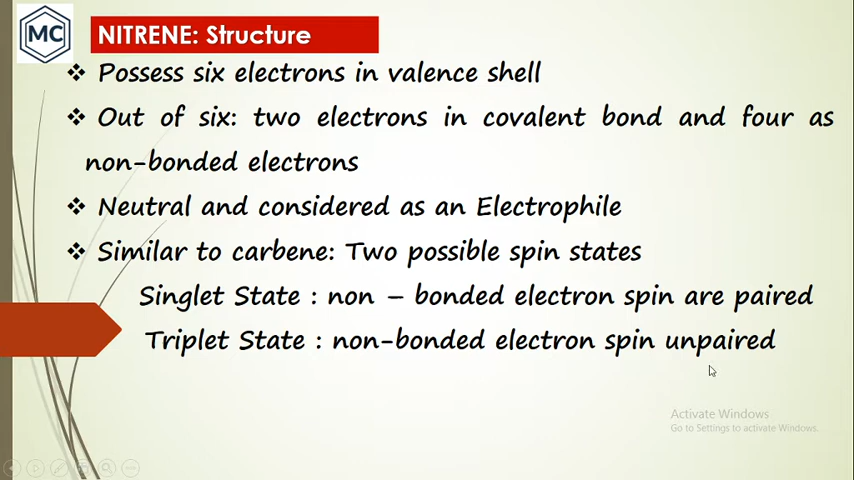 MC
NITRENE: Structure
❖ Possess six electrons in valence shell
❖ Out of six: two electrons in covalent bond and four as
non-bonded electrons
❖ Neutral and considered as an Electrophile
❖ Similar to carbene: Two possible spin states
Singlet State : non – bonded electron spin are paired
Triplet State : non-bonded electron spin unpaired
Activate Windows
Go to Settings to activate Windows.